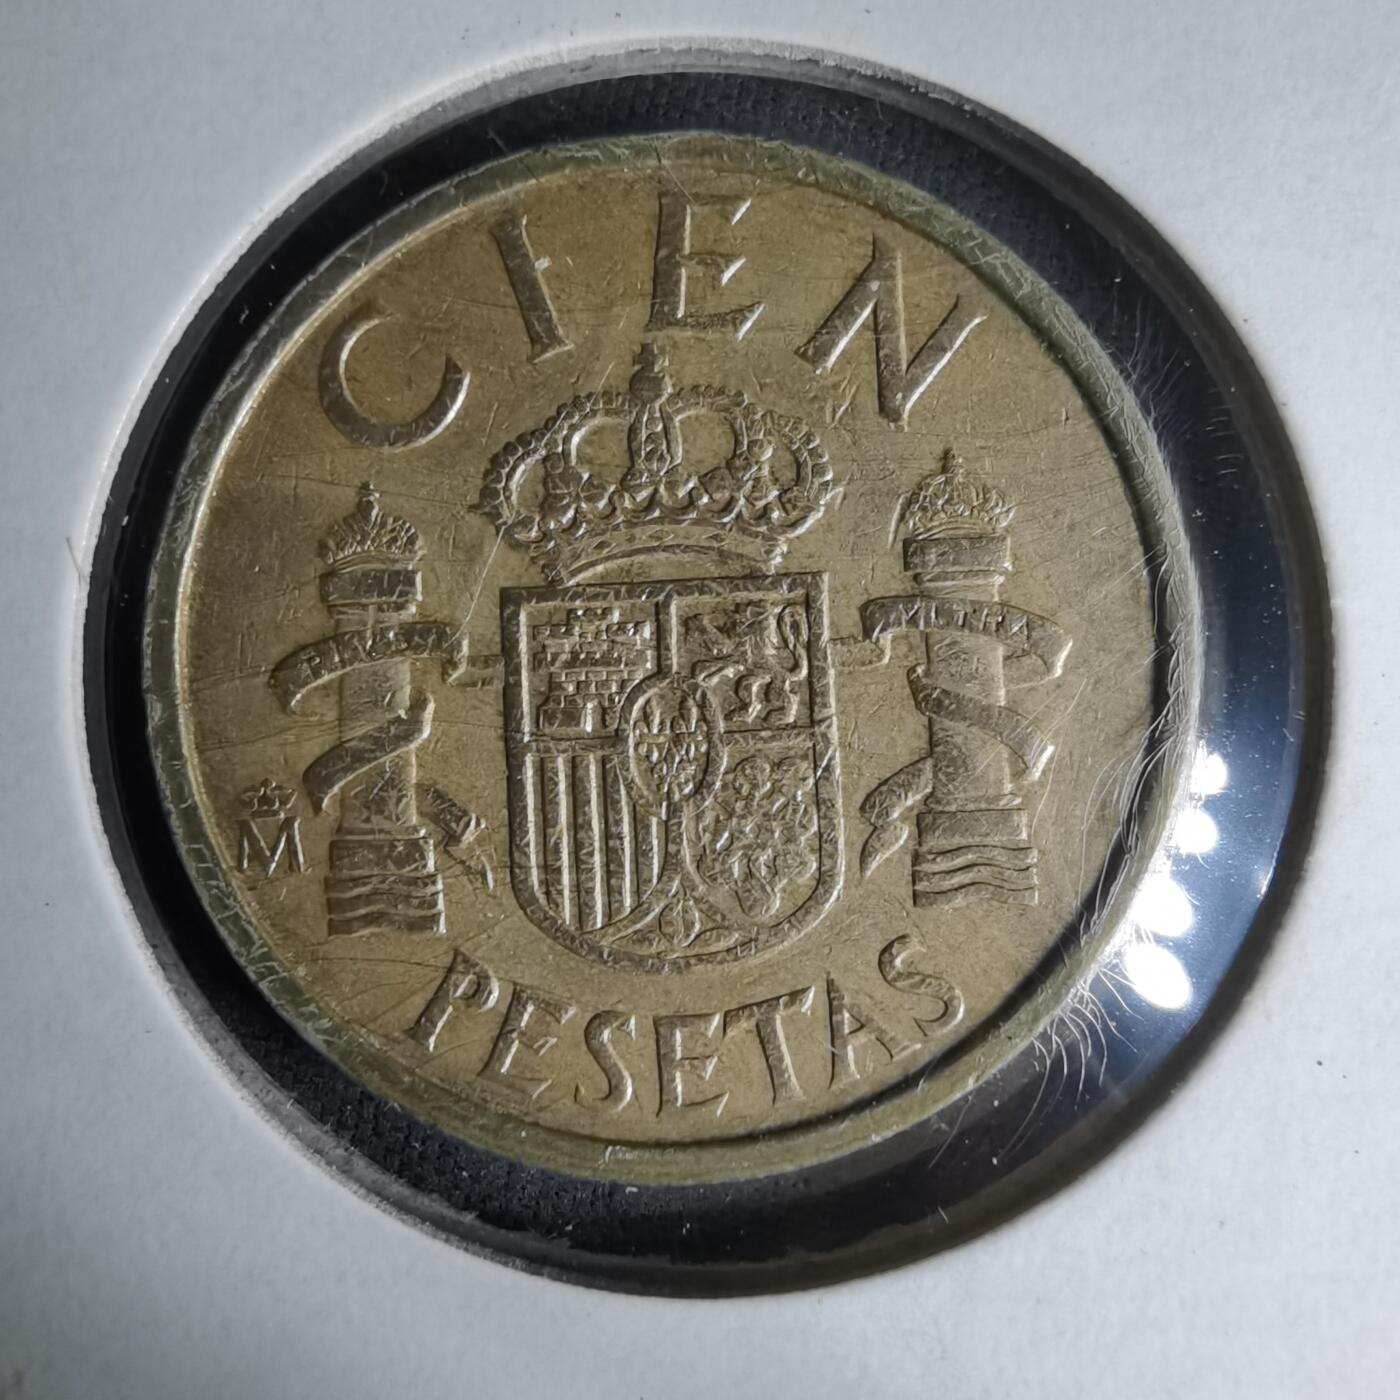 CIEN
PLVS
VLTRA
M
PESETAS